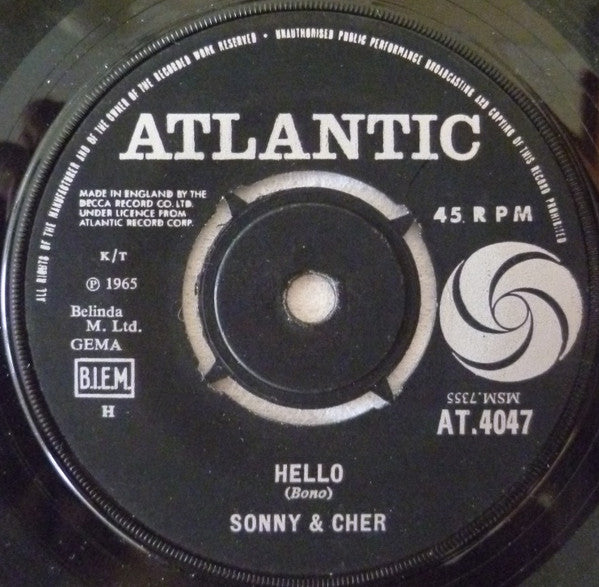 ALL RIGHTS OF THE MANUFACTURER AND OF THE OWNER OF THE RECORDED WORK RESERVED • UNAUTHORISED PUBLIC PERFORMANCE BROADCASTING AND COPYING OF THIS RECORD PROHIBITED
ATLANTIC
MADE IN ENGLAND BY THE
DECCA RECORD CO. LTD.
UNDER LICENCE FROM
ATLANTIC RECORD CORP.
45. RPM
K/T
℗ 1965
Belinda
M. Ltd.
GEMA
B.I.E.M.
H
MSM.7355
AT.4047
HELLO
(Bono)
SONNY & CHER